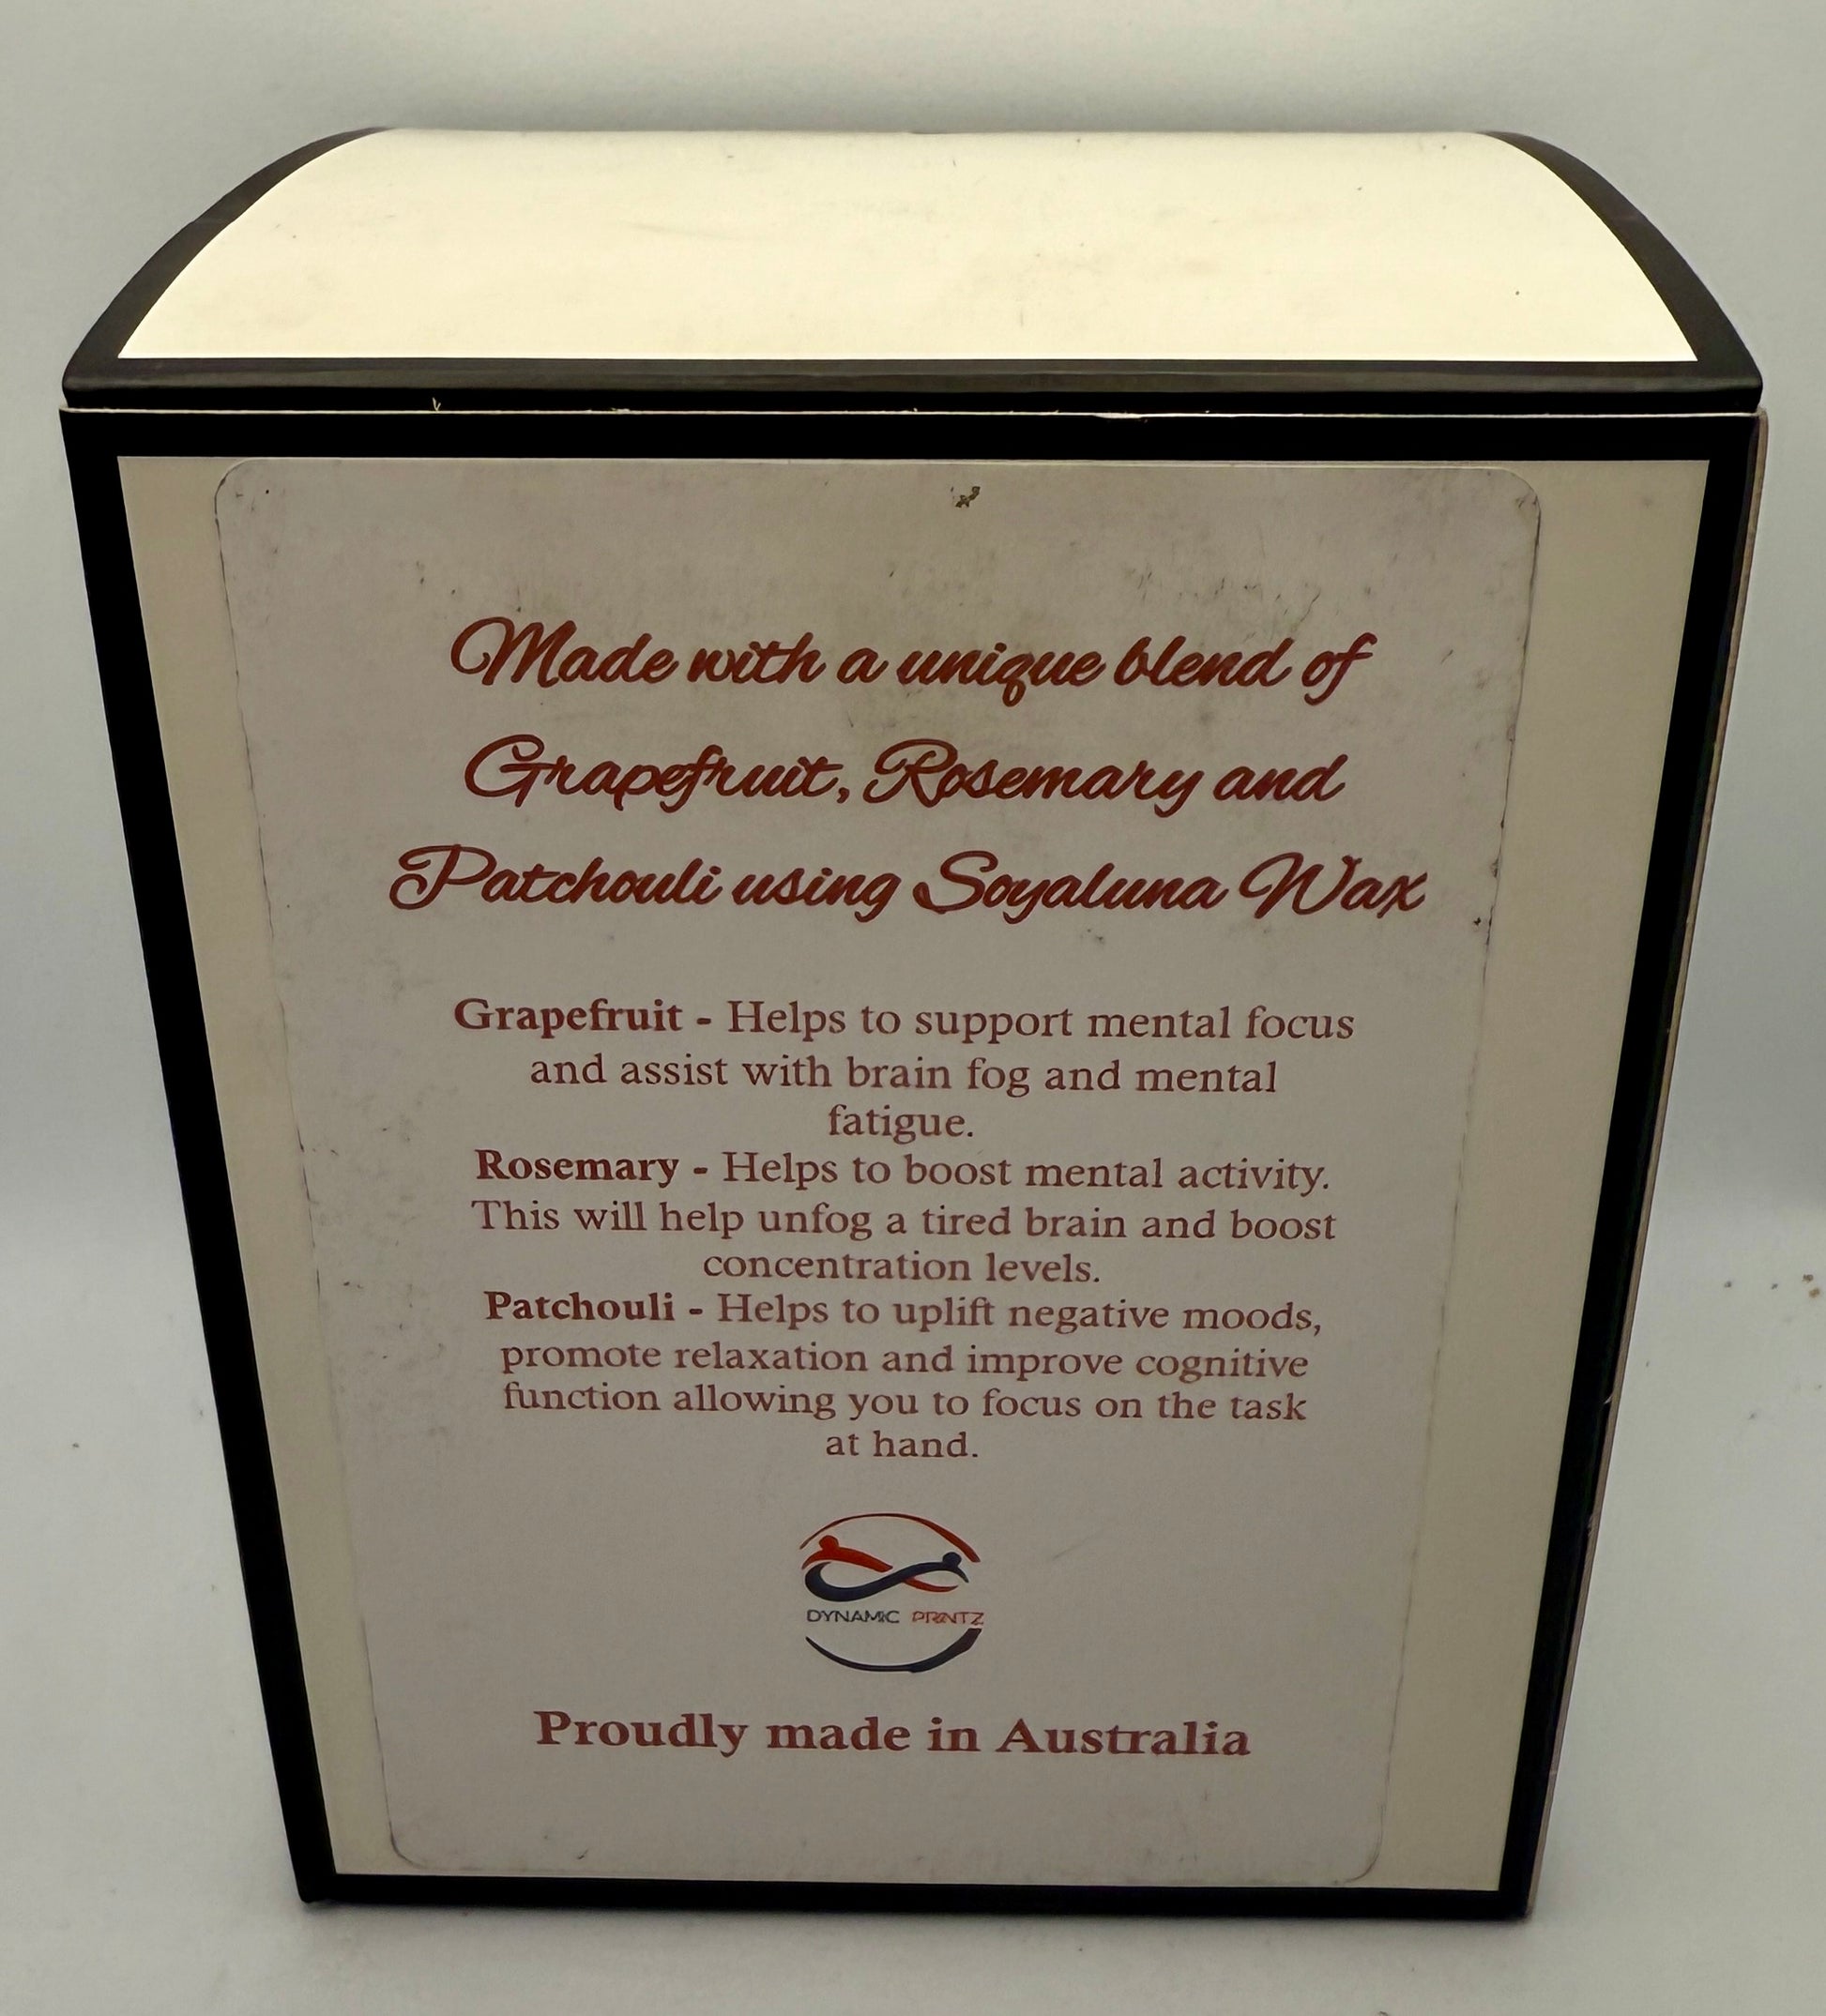 Made with a unique blend of
Grapefruit, Rosemary and
Patchouli using Soyaluna Wax
Grapefruit - Helps to support mental focus
and assist with brain fog and mental
fatigue.
Rosemary - Helps to boost mental activity.
This will help unfog a tired brain and boost
concentration levels.
Patchouli - Helps to uplift negative moods,
promote relaxation and improve cognitive
function allowing you to focus on the task
at hand.
DYNAMIC PRINTZ
Proudly made in Australia